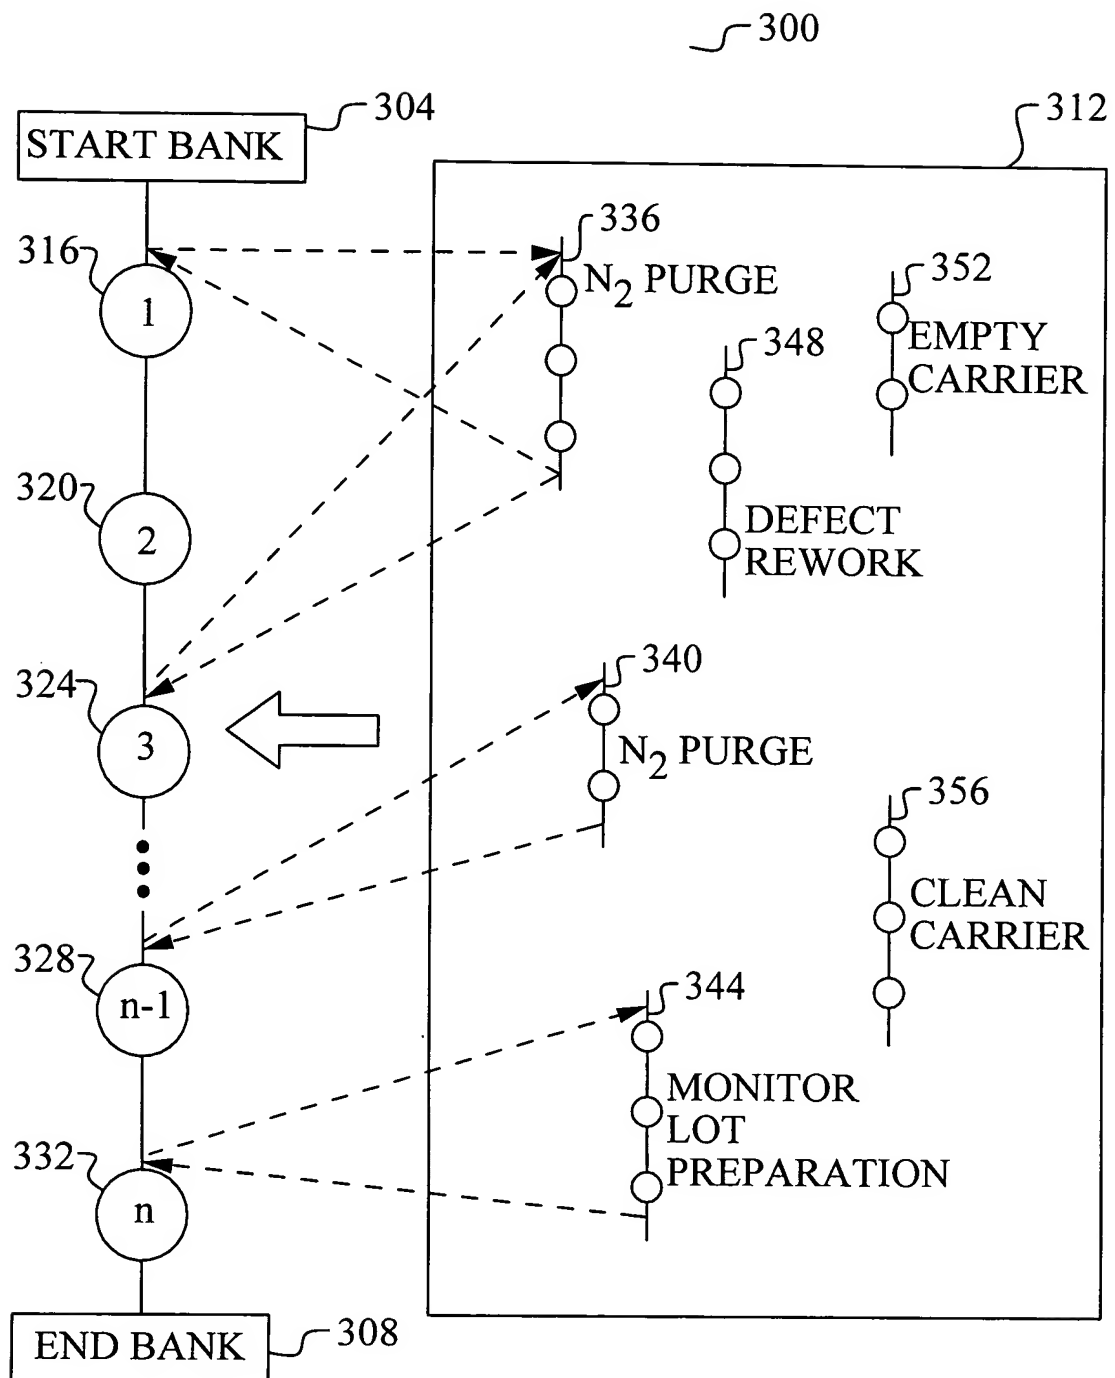 300
304
START BANK
312
316
1
336
N2 PURGE
352
EMPTY
CARRIER
348
320
2
DEFECT
REWORK
324
3
340
N2 PURGE
356
CLEAN
CARRIER
328
n-1
344
MONITOR
LOT
PREPARATION
332
n
END BANK
308